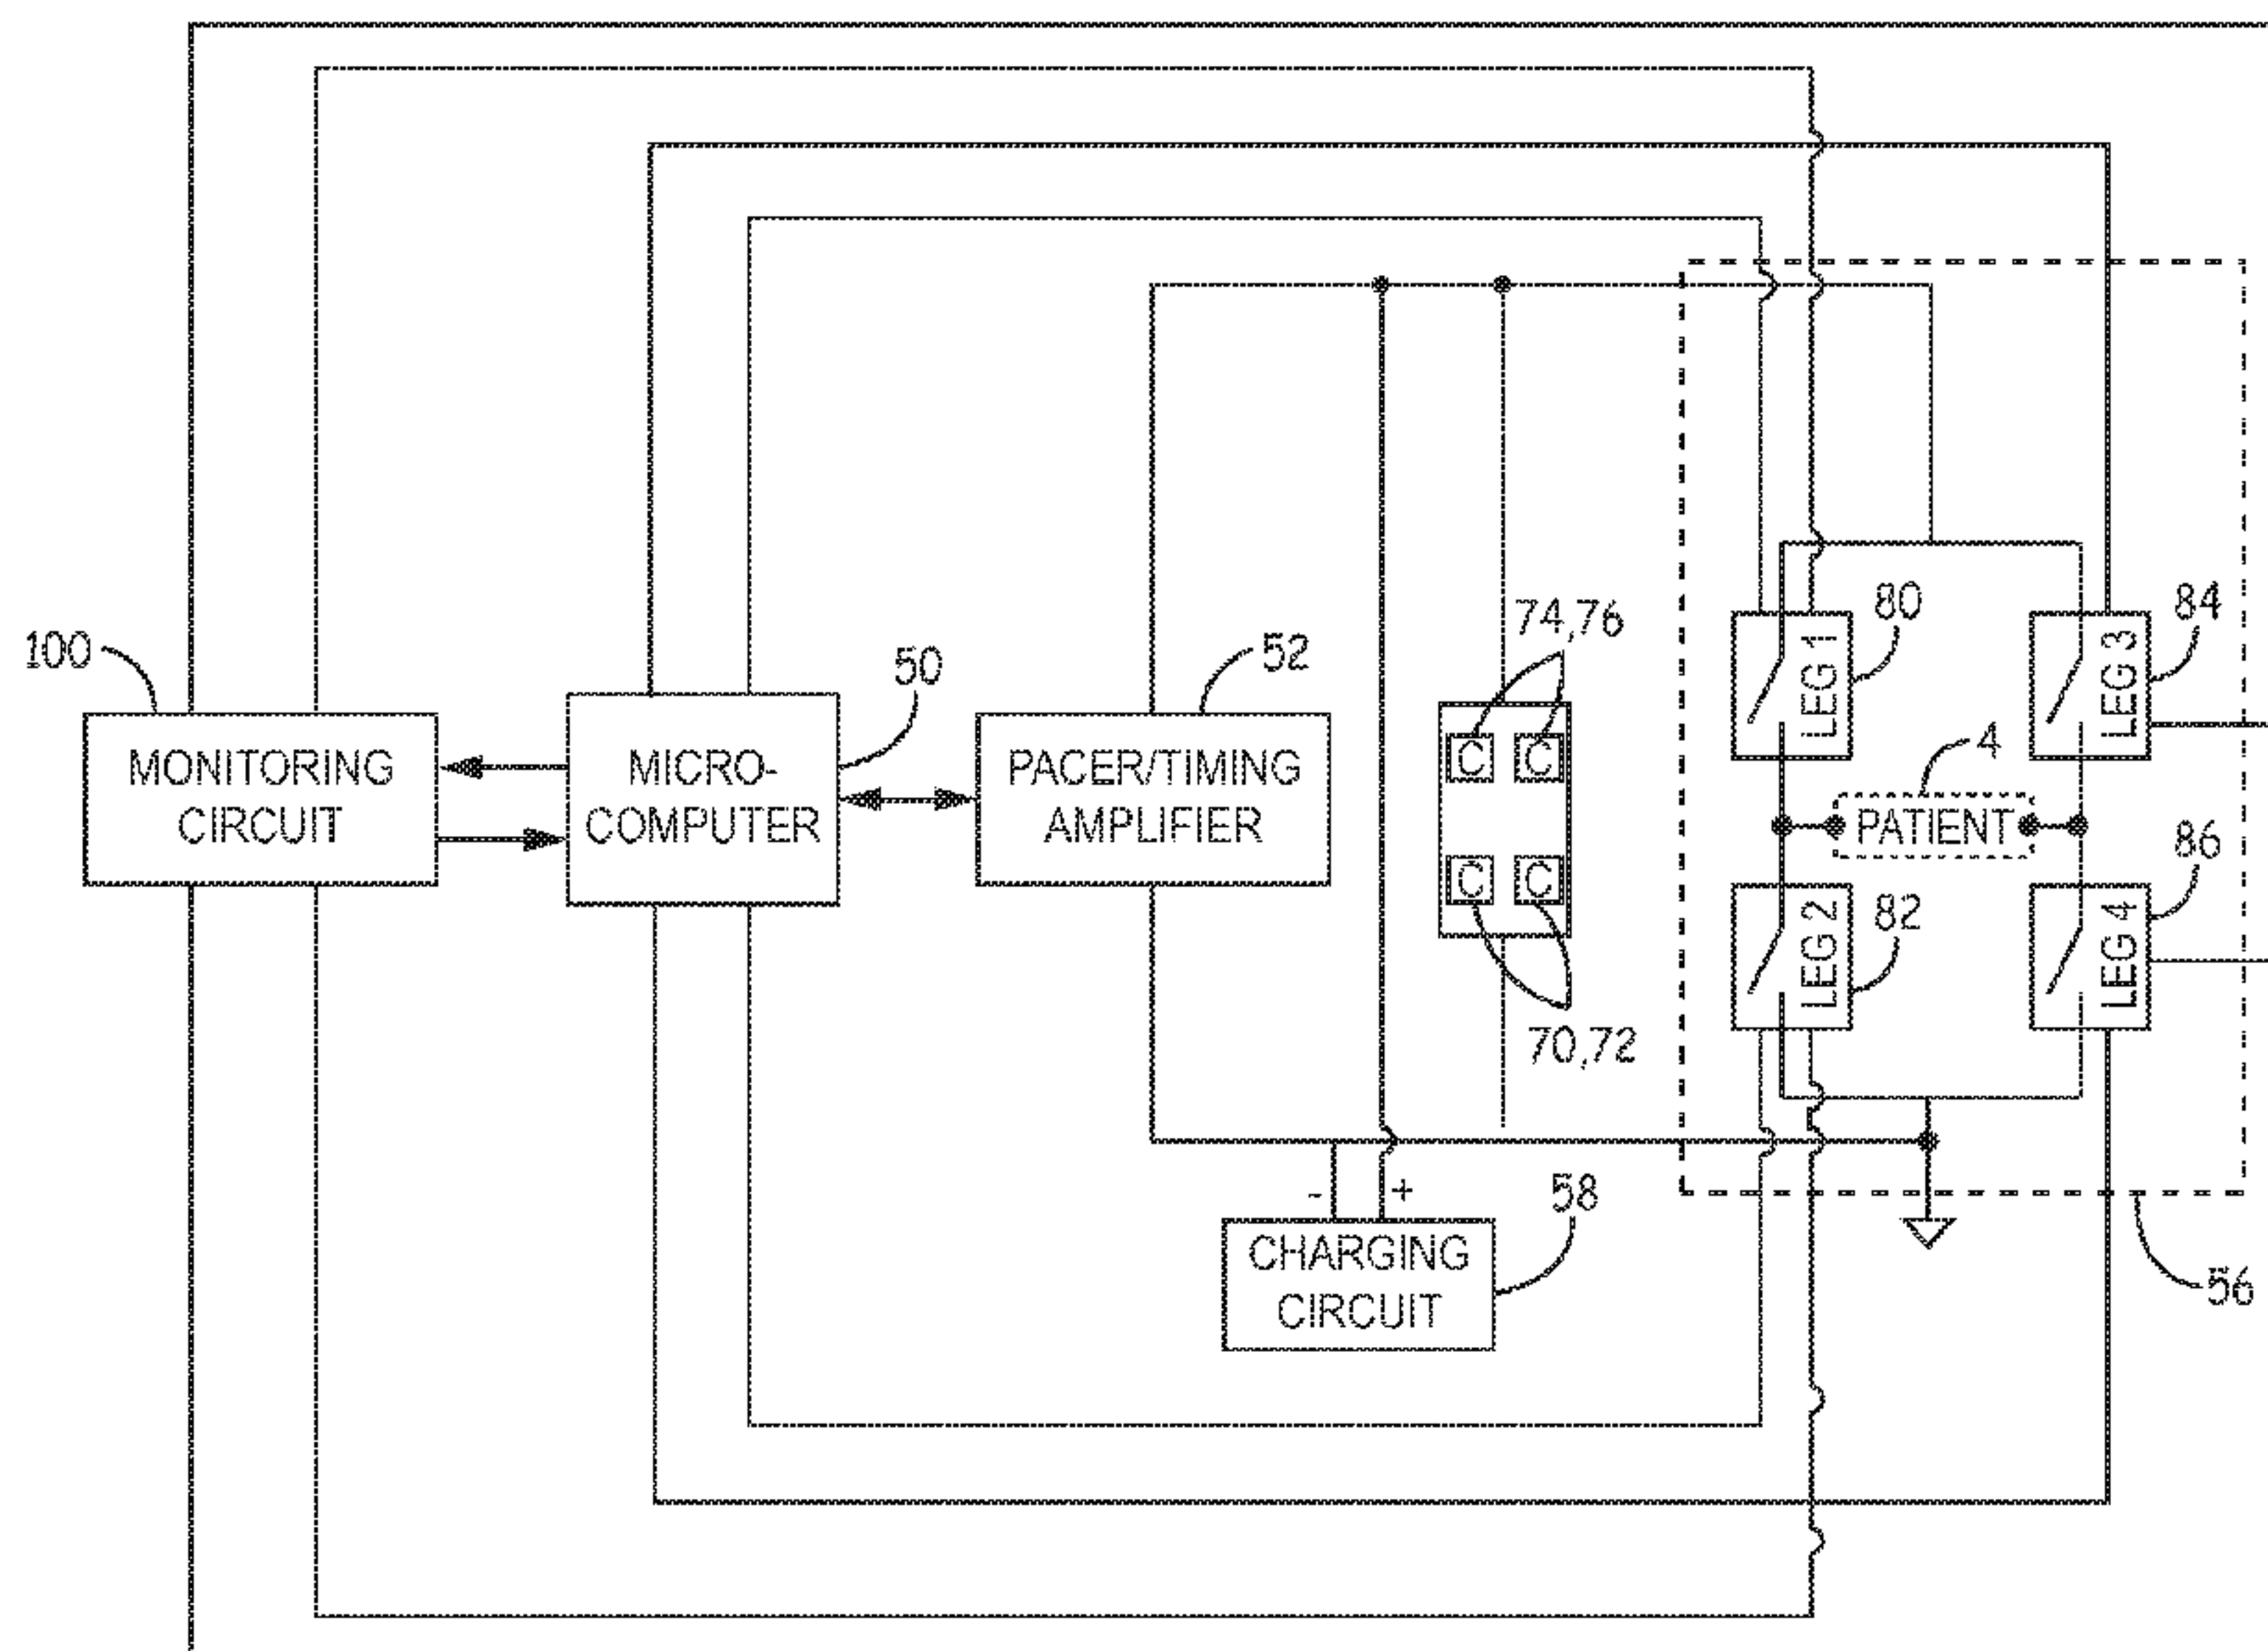 80
84
74,76
LEG 1
LEG 3
100
50
52
4
MONITORING
CIRCUIT
MICRO-
COMPUTER
PACER/TIMING
AMPLIFIER
C
C
PATIENT
86
C
C
LEG 2
82
LEG 4
70,72
-
+
58
CHARGING
CIRCUIT
56